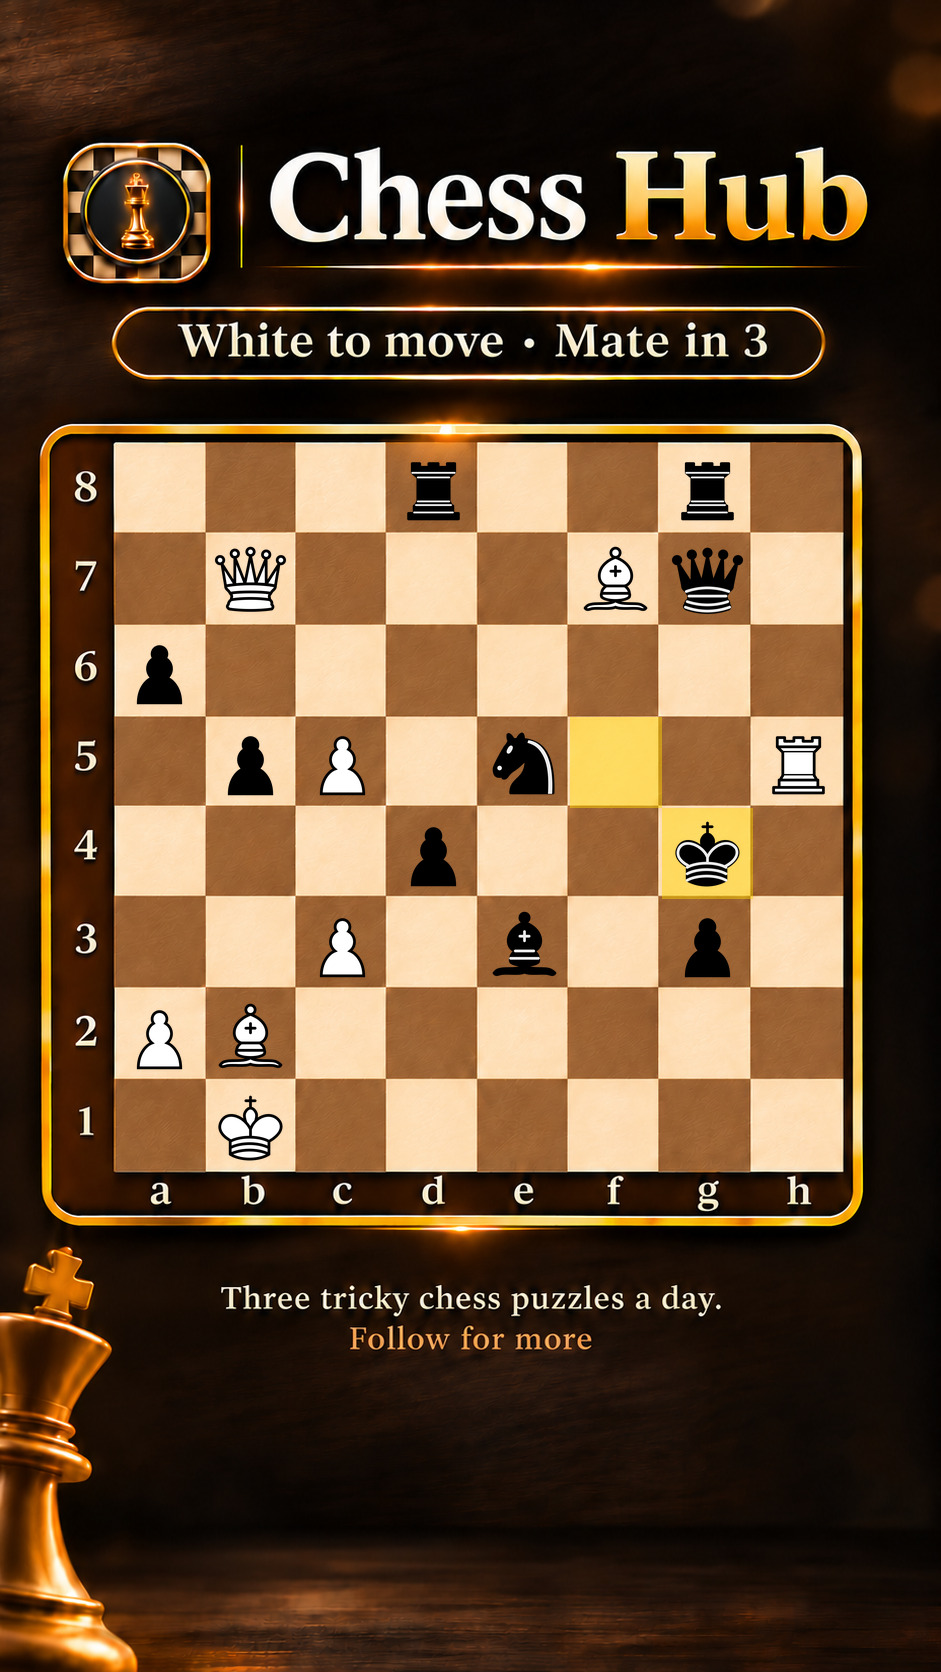 Chess Hub
White to move • Mate in 3
8
7
6
5
4
3
2
1
a b c d e f g h
Three tricky chess puzzles a day.
Follow for more